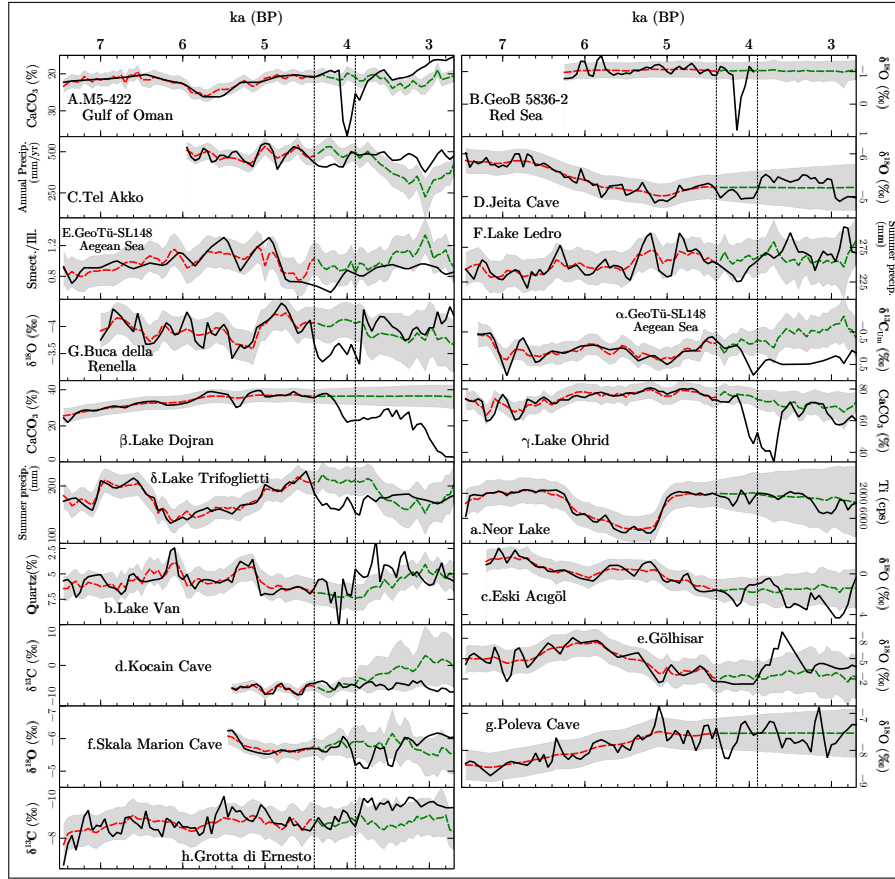 ka (BP)
ka (BP)
7 6 5 4 3
7 6 5 4 3
CaCO₃ (%)
20
30
A.M5-422
Gulf of Oman
B.GeoB 5836-2
Red Sea
−1
0
1
δ¹⁸O
(‰)
Annual Precip.
(mm/yr)
500
250
C.Tel Akko
D.Jeita Cave
−6
−5
δ¹⁸O
(‰)
Smect./Ill.
1.2
0.8
E.GeoTü-SL148
Aegean Sea
F.Lake Ledro
275
225
Summer precip.
(mm)
δ¹⁸O (‰)
−4
−3.5
G.Buca della
Renella
α.GeoTü-SL148
Aegean Sea
−0.5
0.5
δ¹³Clm
(‰)
CaCO₃ (%)
40
20
0
β.Lake Dojran
γ.Lake Ohrid
80
60
40
CaCO₃
(%)
Summer precip.
(mm)
200
100
δ.Lake Trifoglietti
a.Neor Lake
2000
6000
Ti
(cps)
Quartz(%)
2.5
5
7.5
b.Lake Van
c.Eski Acıgöl
0
4
δ¹⁸O
(‰)
δ¹³C (‰)
10
0
−10
d.Kocain Cave
e.Gölhisar
−8
−5
−2
δ¹⁸O
(‰)
δ¹⁸O (‰)
−7
−6
−5
f.Skala Marion Cave
g.Poleva Cave
−7
−8
−9
δ¹⁸O
(‰)
δ¹³C (‰)
−10
−8
h.Grotta di Ernesto